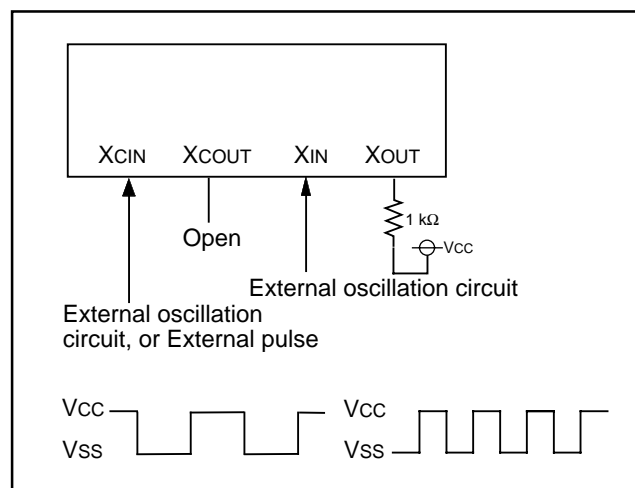 XCIN XCOUT XIN XOUT
1 kΩ
VCC
Open
External oscillation circuit
External oscillation
circuit, or External pulse
VCC VCC
VSS VSS